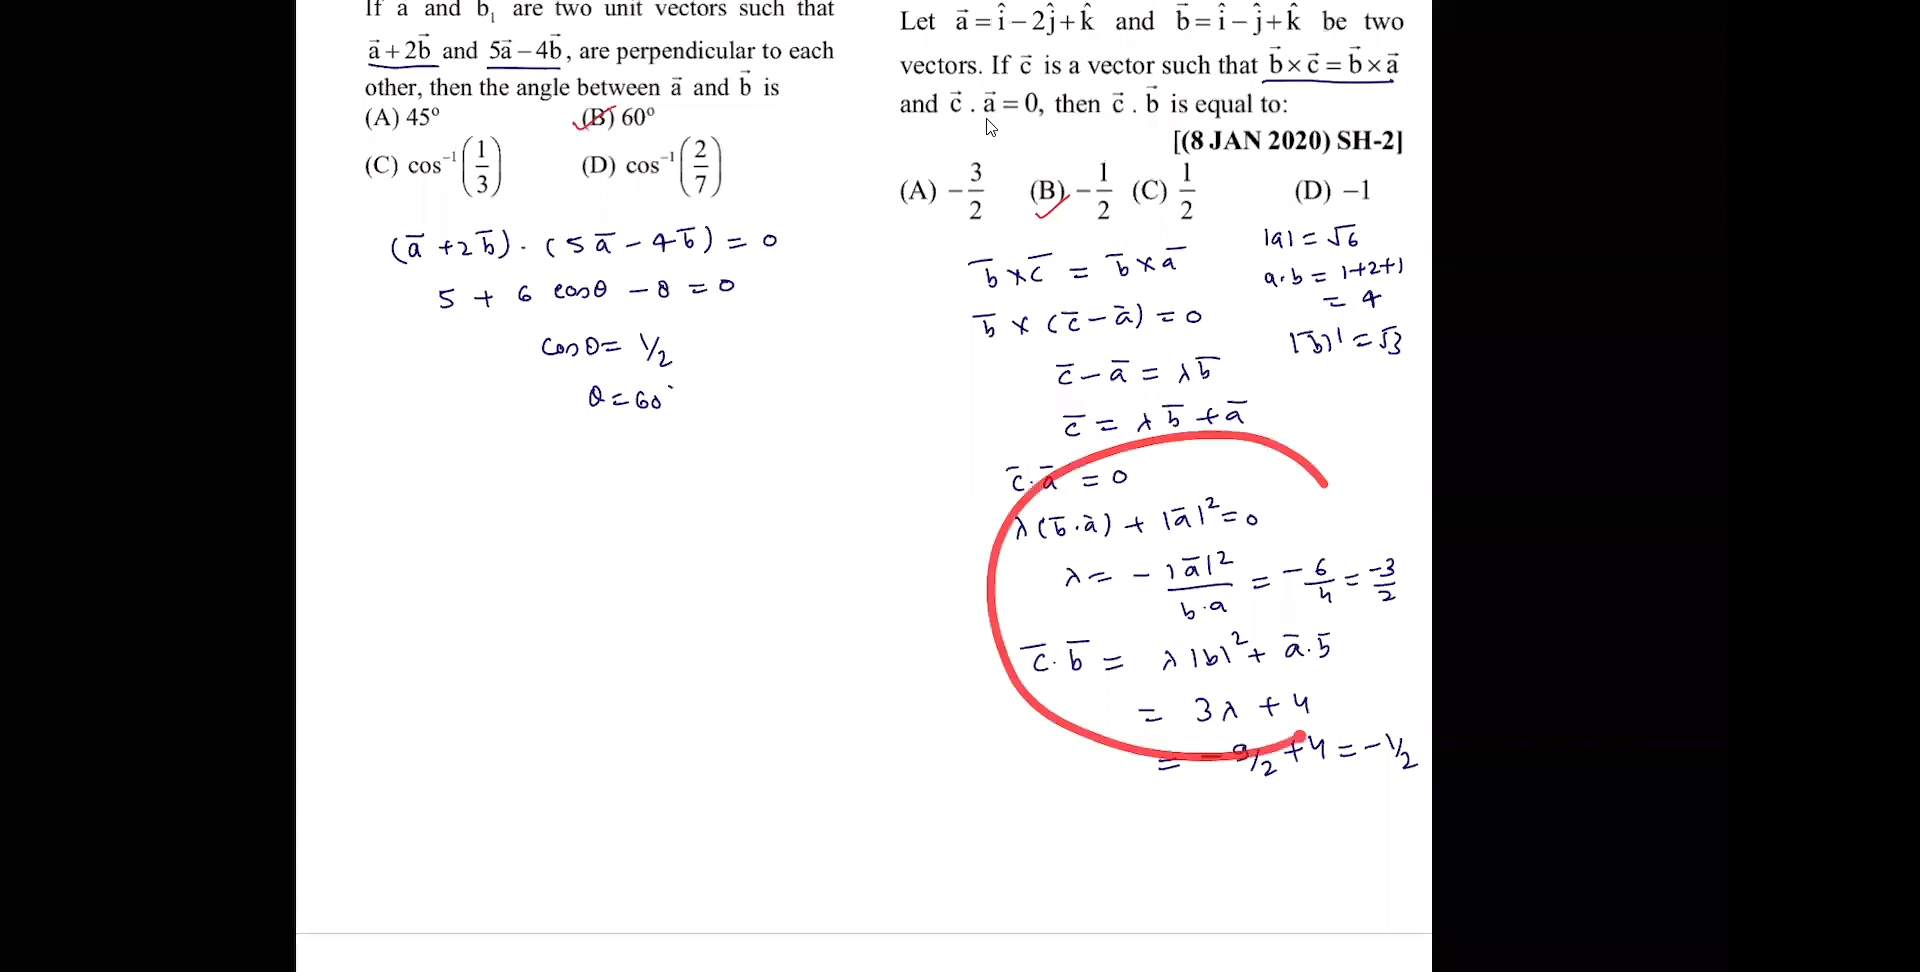 If a and b₁ are two unit vectors such that
a⃗ + 2b⃗ and 5a⃗ − 4b⃗, are perpendicular to each
other, then the angle between a⃗ and b⃗ is
(A) 45° (B) 60°
(C) cos⁻¹(1/3) (D) cos⁻¹(2/7)
(a̅ + 2b̅) · (5a̅ − 4b̅) = 0
5 + 6 cosθ − 8 = 0
cosθ = 1/2
θ = 60°
Let a⃗ = î − 2ĵ + k̂ and b⃗ = î − ĵ + k̂ be two
vectors. If c⃗ is a vector such that b⃗ × c⃗ = b⃗ × a⃗
and c⃗ . a⃗ = 0, then c⃗ . b⃗ is equal to:
[(8 JAN 2020) SH-2]
(A) −3/2 (B) −1/2 (C) 1/2 (D) −1
|a| = √6
a·b = 1+2+1
= 4
|b̅| = √3
b̅ × c̅ = b̅ × a̅
b̅ × (c̅ − a̅) = 0
c̅ − a̅ = λb̅
c̅ = λb̅ + a̅
c̅·a̅ = 0
λ(b̅·a̅) + |a̅|² = 0
λ = −|a̅|²/b·a = −6/4 = −3/2
c̅·b̅ = λ|b|² + a̅·b̅
= 3λ + 4
= −9/2 + 4 = −1/2